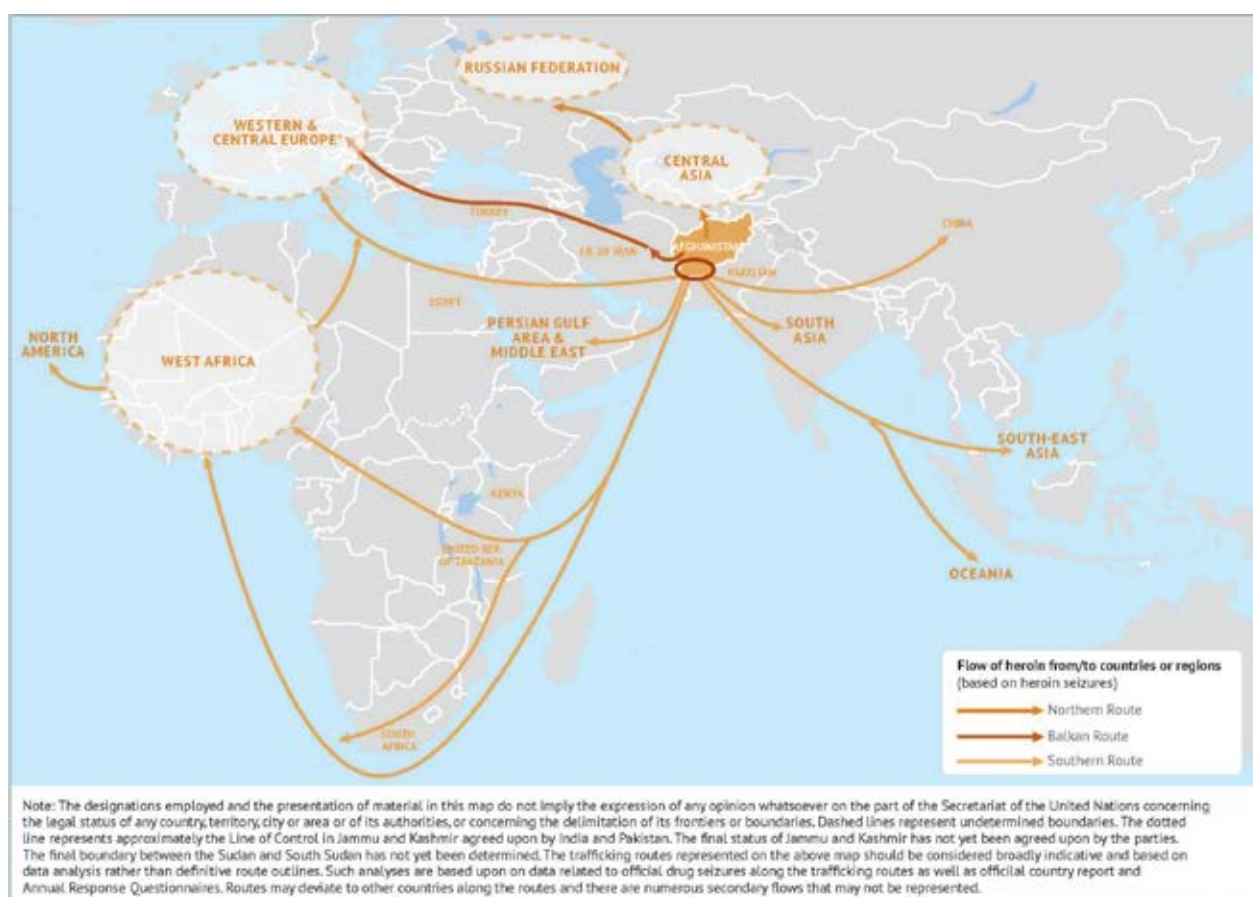 RUSSIAN FEDERATION
WESTERN &
CENTRAL EUROPE*
CENTRAL
ASIA
TURKEY
AFGHANISTAN
I.R. OF IRAN
PAKISTAN
CHINA
EGYPT
PERSIAN GULF
AREA &
MIDDLE EAST
SOUTH
ASIA
NORTH
AMERICA
WEST AFRICA
SOUTH-EAST
ASIA
KENYA
UNITED REP.
OF TANZANIA
OCEANIA
SOUTH
AFRICA
Flow of heroin from/to countries or regions
(based on heroin seizures)
Northern Route
Balkan Route
Southern Route
Note: The designations employed and the presentation of material in this map do not imply the expression of any opinion whatsoever on the part of the Secretariat of the United Nations concerning
the legal status of any country, territory, city or area or of its authorities, or concerning the delimitation of its frontiers or boundaries. Dashed lines represent undetermined boundaries. The dotted
line represents approximately the Line of Control in Jammu and Kashmir agreed upon by India and Pakistan. The final status of Jammu and Kashmir has not yet been agreed upon by the parties.
The final boundary between the Sudan and South Sudan has not yet been determined. The trafficking routes represented on the above map should be considered broadly indicative and based on
data analysis rather than definitive route outlines. Such analyses are based upon on data related to official drug seizures along the trafficking routes as well as officilal country report and
Annual Response Questionnaires. Routes may deviate to other countries along the routes and there are numerous secondary flows that may not be represented.